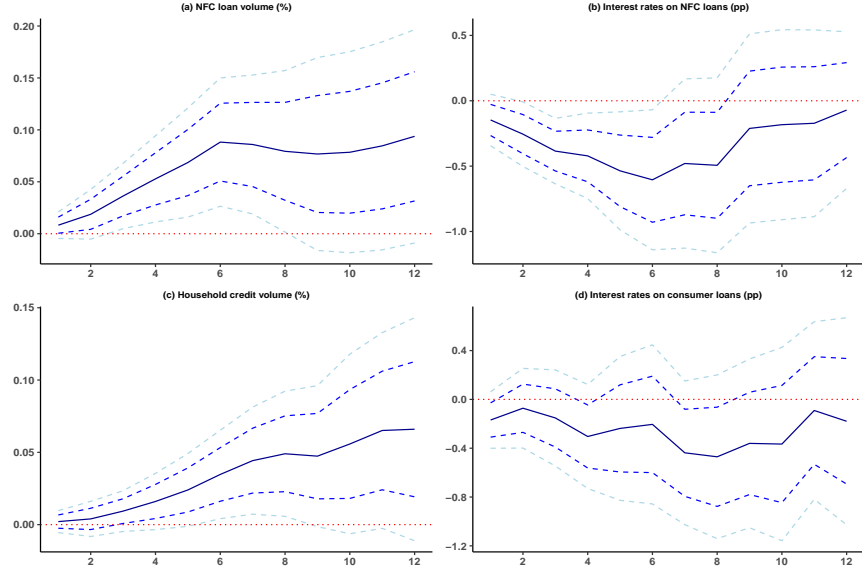 (a) NFC loan volume (%)
0.20
0.15
0.10
0.05
0.00
2 4 6 8 10 12
(b) Interest rates on NFC loans (pp)
0.5
0.0
−0.5
−1.0
2 4 6 8 10 12
(c) Household credit volume (%)
0.15
0.10
0.05
0.00
2 4 6 8 10 12
(d) Interest rates on consumer loans (pp)
0.4
0.0
−0.4
−0.8
−1.2
2 4 6 8 10 12